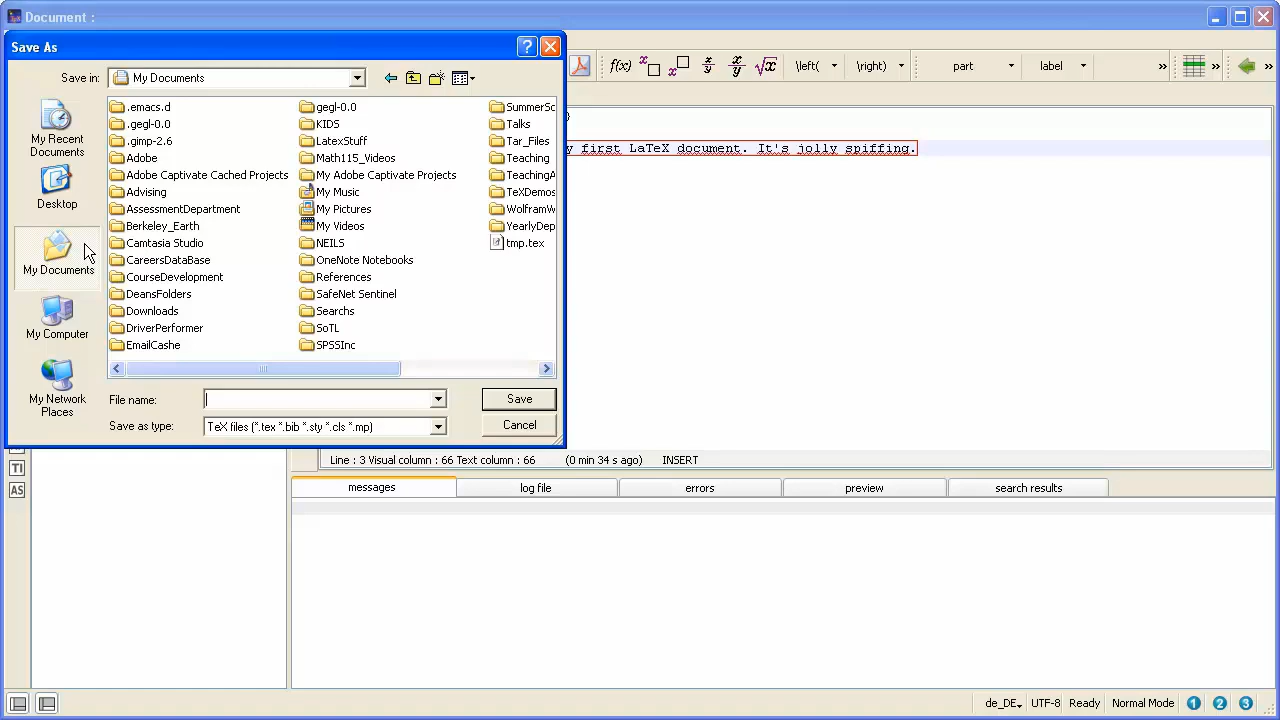 Document :
Save As
Save in: My Documents
part
label
\left(
\right)
f(x)
.emacs.d
.gegl-0.0
.gimp-2.6
Adobe
Adobe Captivate Cached Projects
Advising
AssessmentDepartment
Berkeley_Earth
Camtasia Studio
CareersDataBase
CourseDevelopment
DeansFolders
Downloads
DriverPerformer
EmailCashe
gegl-0.0
KIDS
LatexStuff
Math115_Videos
My Adobe Captivate Projects
My Music
My Pictures
My Videos
NEILS
OneNote Notebooks
References
SafeNet Sentinel
Searchs
SoTL
SPSSInc
SummerSc
Talks
Tar_Files
Teaching
TeachingA
TeXDemos
WolframW
YearlyDep
tmp.tex
My Recent
Documents
Desktop
My Documents
My Computer
My Network
Places
File name:
Save
Save as type: TeX files (*.tex *.bib *.sty *.cls *.mp)
Cancel
}
y first LaTeX document. It's jolly spiffing.
TI
AS
Line : 3 Visual column : 66 Text column : 66 (0 min 34 s ago) INSERT
messages
log file
errors
preview
search results
de_DE
UTF-8
Ready
Normal Mode
1
2
3